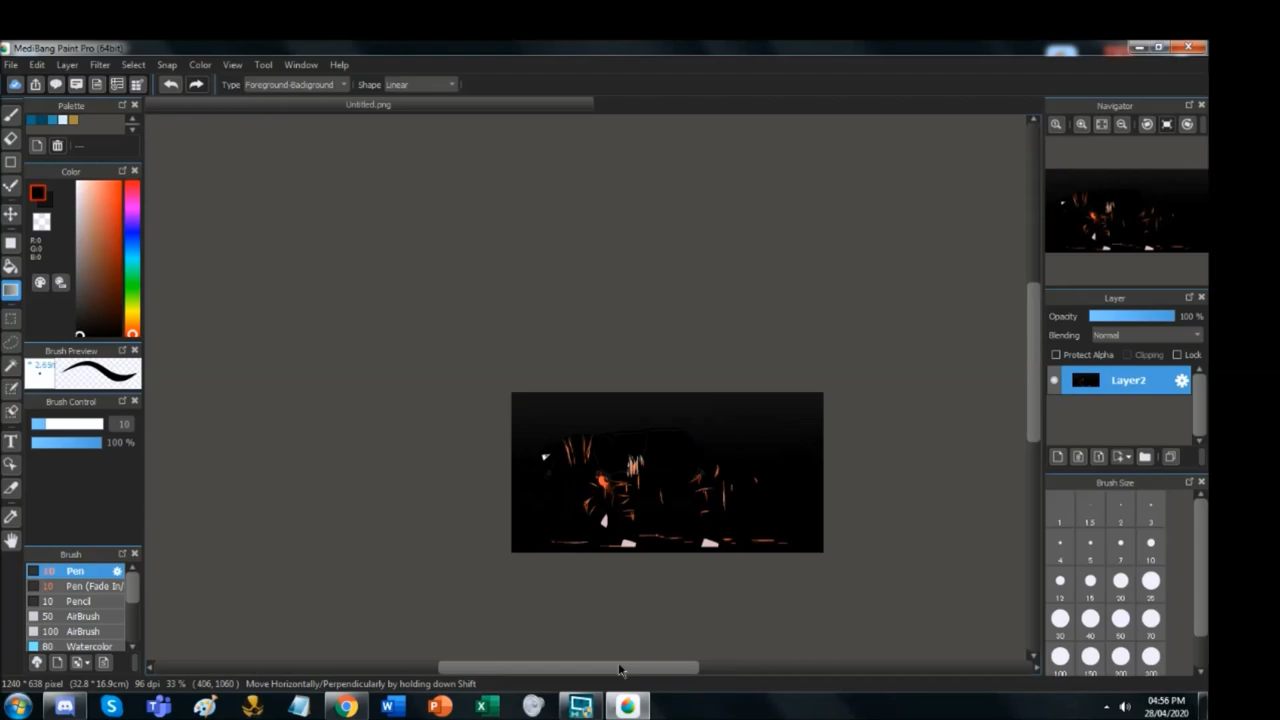 MediBang Paint Pro (64bit)
File Edit Layer Filter Select Snap Color View Tool Window Help
Type Foreground-Background Shape Linear
Palette
Untitled.png
Navigator
---
Color
R:0
G:0
B:0
Layer
Opacity 100 %
Blending Normal
Protect Alpha Clipping Lock
Brush Preview
Layer2
Brush Control
10
100 %
T
Brush Size
1 1.5 2 3
4 5 7 10
12 15 20 25
30 40 50 70
100 150 200 300
Brush
10 Pen
10 Pen (Fade In/
10 Pencil
50 AirBrush
100 AirBrush
80 Watercolor
1240 * 638 pixel (32.8 * 16.9cm) 96 dpi 33 % (406, 1060) Move Horizontally/Perpendicularly by holding down Shift
04:56 PM
28/04/2020